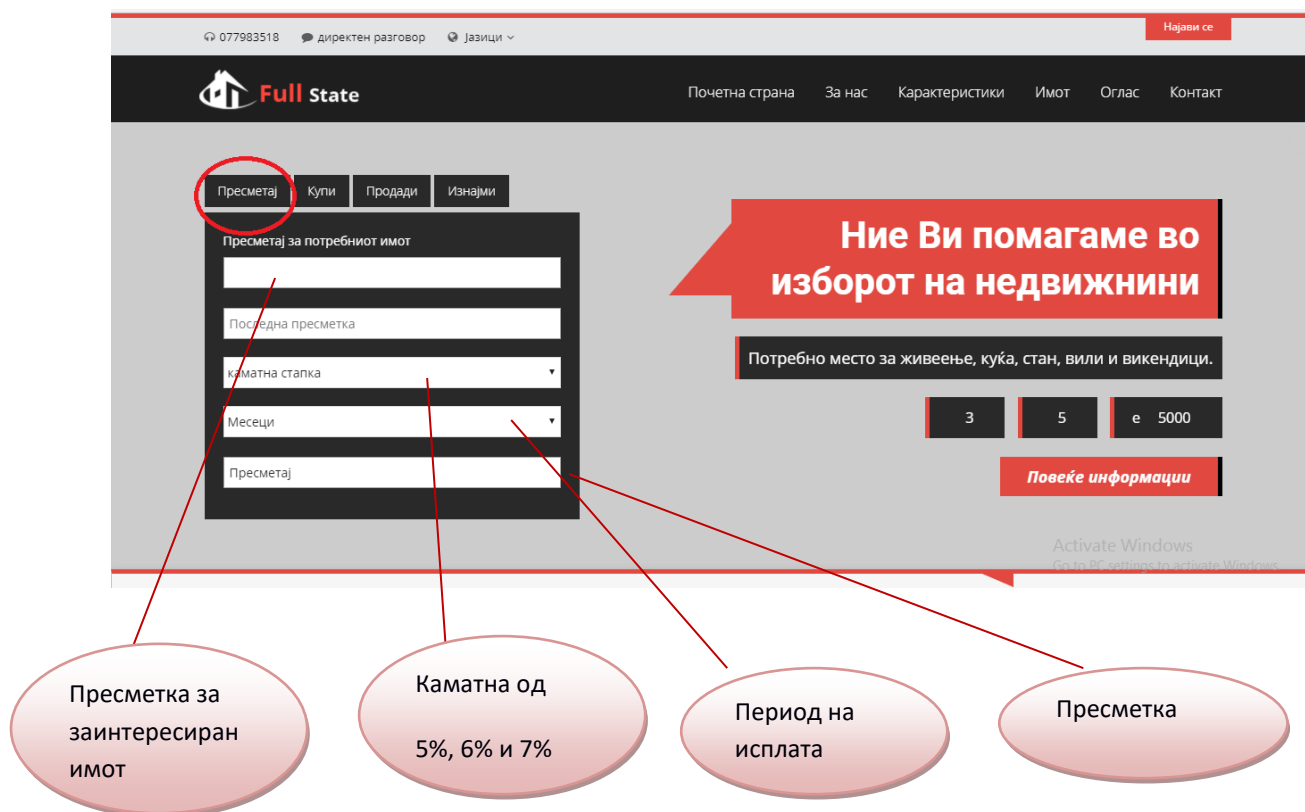 077983518 директен разговор Јазици
Најави се
Full State
Почетна страна За нас Карактеристики Имот Оглас Контакт
Пресметај Купи Продади Изнајми
Пресметај за потребниот имот
Последна пресметка
каматна стапка
Месеци
Пресметај
Ние Ви помагаме во
изборот на недвижнини
Потребно место за живеење, куќа, стан, вили и викендици.
3 5 е 5000
Повеќе информации
Activate Windows
Go to PC settings to activate Windows.
Пресметка за
заинтересиран
имот
Каматна од
5%, 6% и 7%
Период на
исплата
Пресметка